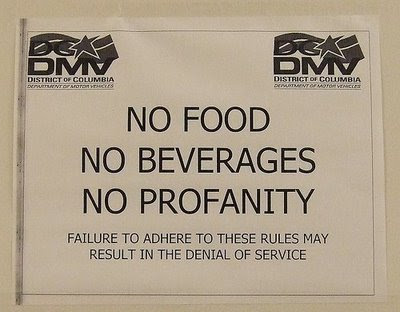 DC DMV
DISTRICT OF COLUMBIA
DEPARTMENT OF MOTOR VEHICLES
DC DMV
DISTRICT OF COLUMBIA
DEPARTMENT OF MOTOR VEHICLES
NO FOOD
NO BEVERAGES
NO PROFANITY
FAILURE TO ADHERE TO THESE RULES MAY
RESULT IN THE DENIAL OF SERVICE